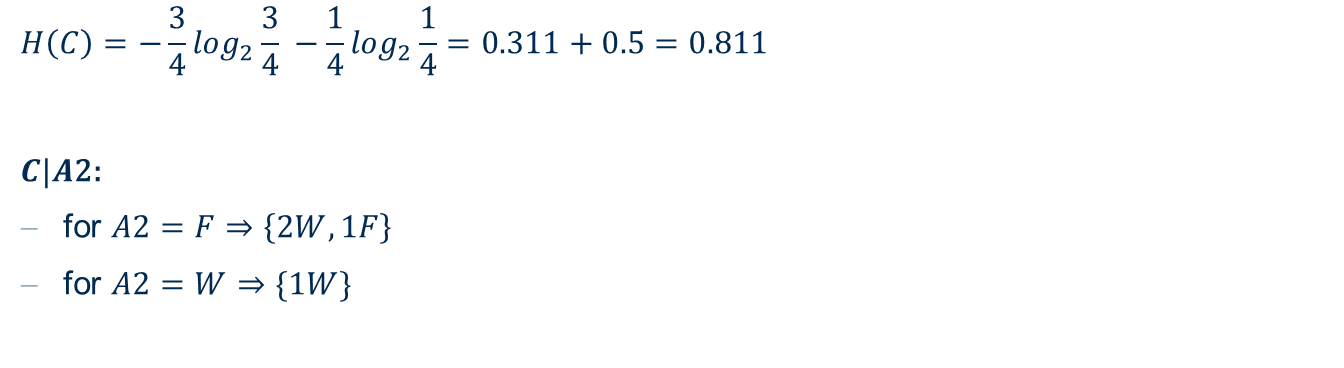 H(C) = −3/4 log₂ 3/4 − 1/4 log₂ 1/4 = 0.311 + 0.5 = 0.811
C|A2:
– for A2 = F ⇒ {2W, 1F}
– for A2 = W ⇒ {1W}